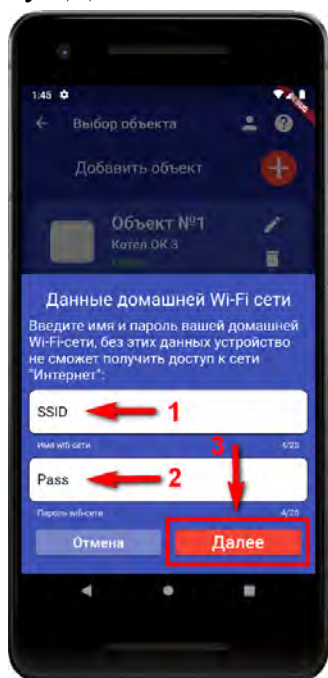 1:45
DEBUG
Выбор объекта
Добавить объект
Объект №1
Котел ОК 3
Данные домашней Wi-Fi сети
Введите имя и пароль вашей домашней
Wi-Fi-сети, без этих данных устройство
не сможет получить доступ к сети
"Интернет":
SSID 1
Имя wifi-сети 4/25
3
Pass 2
Пароль wifi-сети 4/25
Отмена Далее